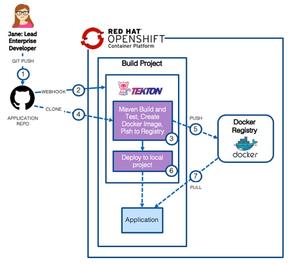 Jane: Lead
Enterprise
Developer
GIT PUSH
1
WEBHOOK
2
CLONE
4
APPLICATION
REPO
RED HAT
OPENSHIFT
Container Platform
Build Project
TEKTON
Maven Build and
Test, Create
Docker Image,
Push to Registry
3
Deploy to local
project
6
Application
PUSH
5
Docker
Registry
docker
7
PULL